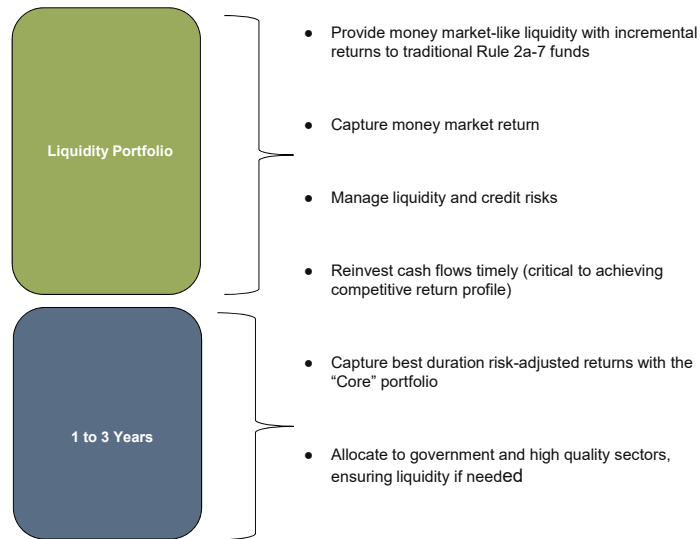 Liquidity Portfolio
● Provide money market-like liquidity with incremental
returns to traditional Rule 2a-7 funds
● Capture money market return
● Manage liquidity and credit risks
● Reinvest cash flows timely (critical to achieving
competitive return profile)
1 to 3 Years
● Capture best duration risk-adjusted returns with the
“Core” portfolio
● Allocate to government and high quality sectors,
ensuring liquidity if needed